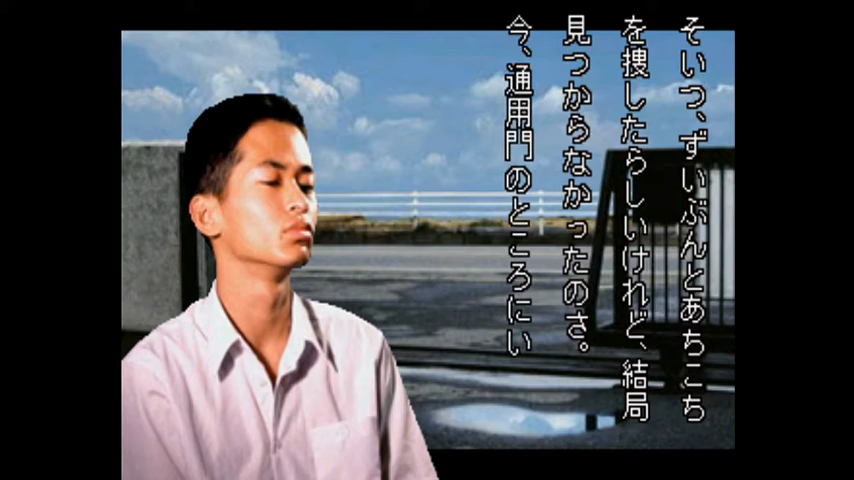 そいつ、ずいぶんとあちこち
を捜したらしいけれど、結局
見つからなかったのさ。
今、通用門のところにい